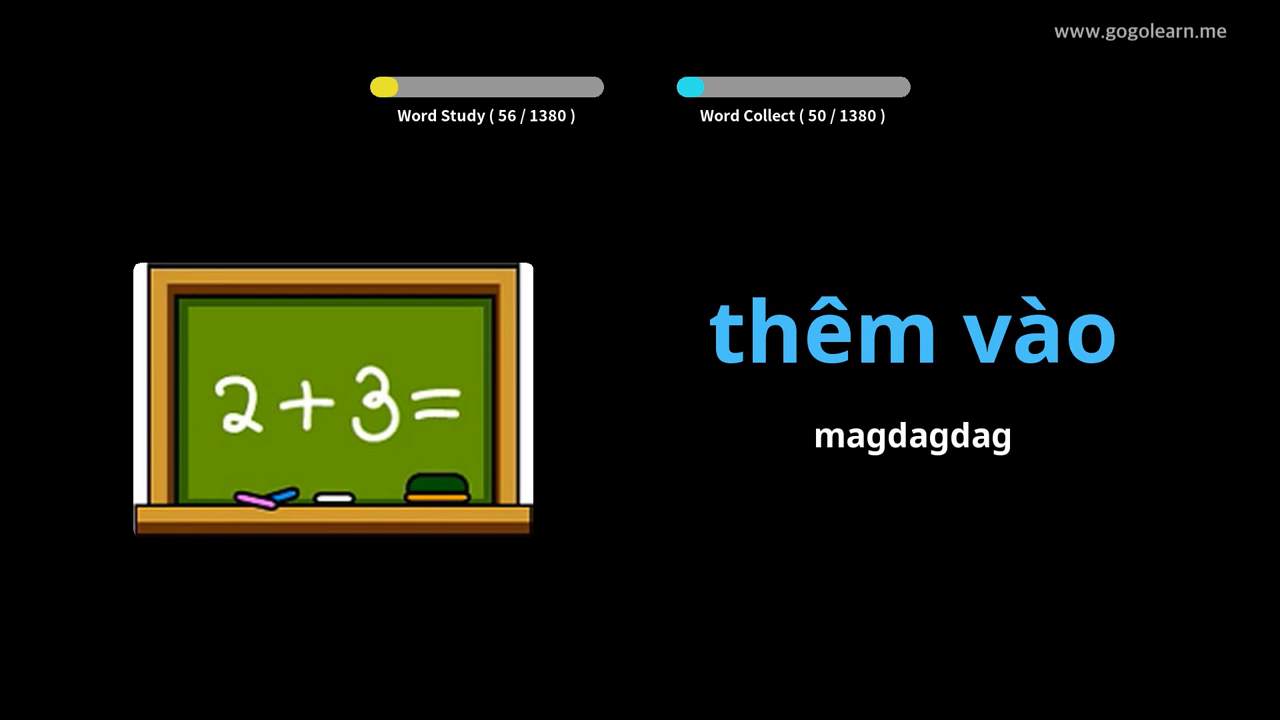 www.gogolearn.me
Word Study ( 56 / 1380 )
Word Collect ( 50 / 1380 )
2 + 3 =
thêm vào
magdagdag